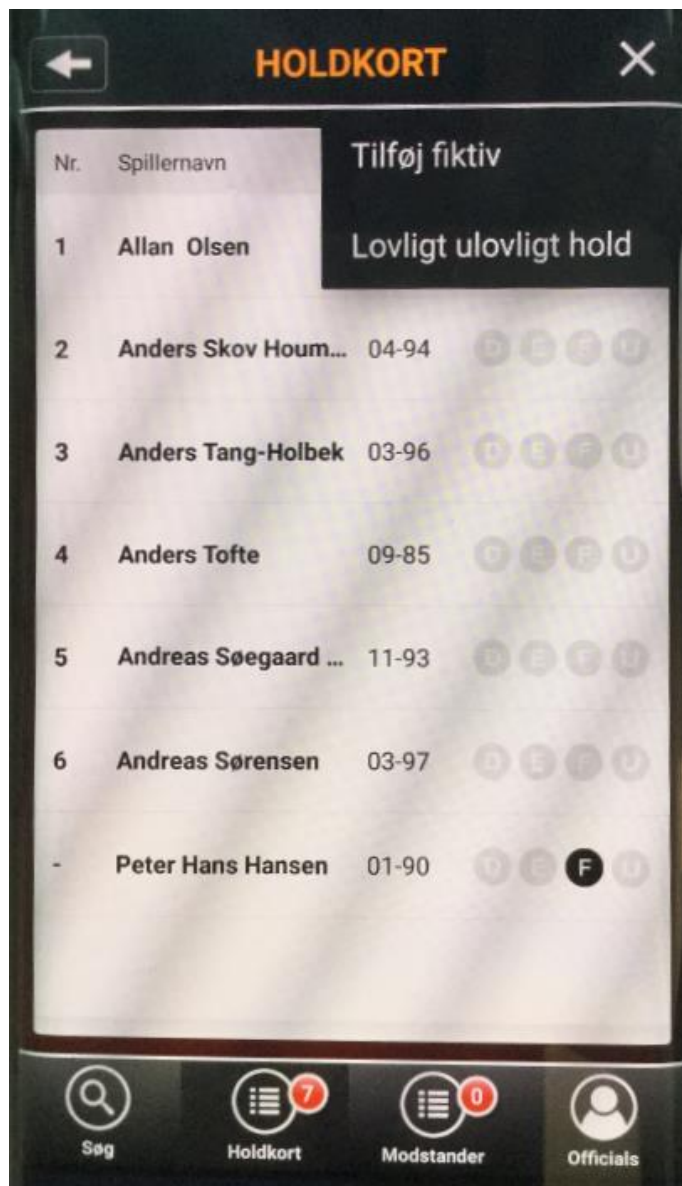 HOLDKORT
Nr. Spillernavn
Tilføj fiktiv
Lovligt ulovligt hold
1 Allan Olsen
2 Anders Skov Houm... 04-94 D E F U
3 Anders Tang-Holbek 03-96 D E F U
4 Anders Tofte 09-85 D E F U
5 Andreas Søegaard ... 11-93 D E F U
6 Andreas Sørensen 03-97 D E F U
- Peter Hans Hansen 01-90 D E F U
7 0
Søg Holdkort Modstander Officials